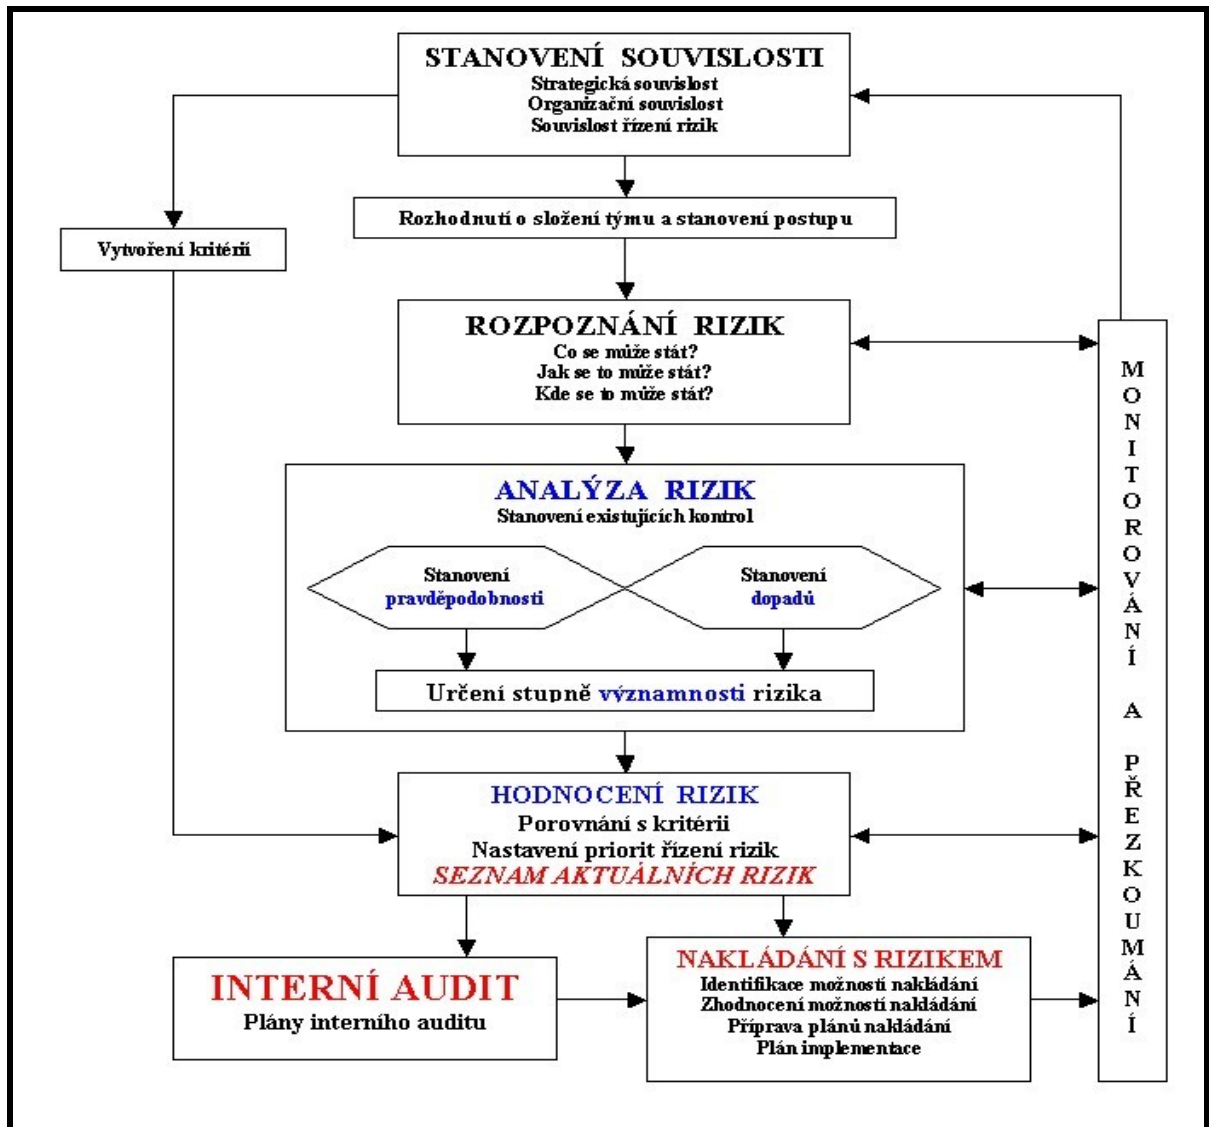 STANOVENÍ SOUVISLOSTI
Strategická souvislost
Organizační souvislost
Souvislost řízení rizik
Rozhodnutí o složení týmu a stanovení postupu
Vytvoření kritérií
ROZPOZNÁNÍ RIZIK
Co se může stát?
Jak se to může stát?
Kde se to může stát?
ANALÝZA RIZIK
Stanovení existujících kontrol
Stanovení
pravděpodobnosti
Stanovení
dopadů
Určení stupně významnosti rizika
HODNOCENÍ RIZIK
Porovnání s kritérii
Nastavení priorit řízení rizik
SEZNAM AKTUÁLNÍCH RIZIK
INTERNÍ AUDIT
Plány interního auditu
NAKLÁDÁNÍ S RIZIKEM
Identifikace možností nakládání
Zhodnocení možností nakládání
Příprava plánů nakládání
Plán implementace
MONITOROVÁNÍ A PŘEZKOUMÁNÍ